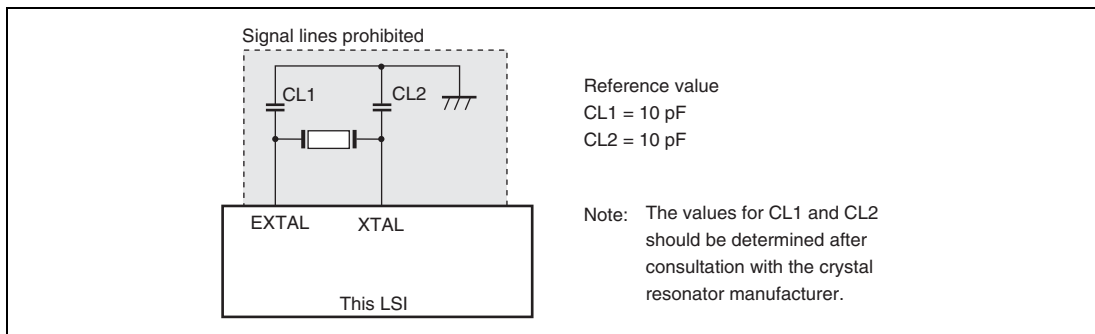 Signal lines prohibited
CL1
CL2
EXTAL
XTAL
This LSI
Reference value
CL1 = 10 pF
CL2 = 10 pF
Note: The values for CL1 and CL2
should be determined after
consultation with the crystal
resonator manufacturer.